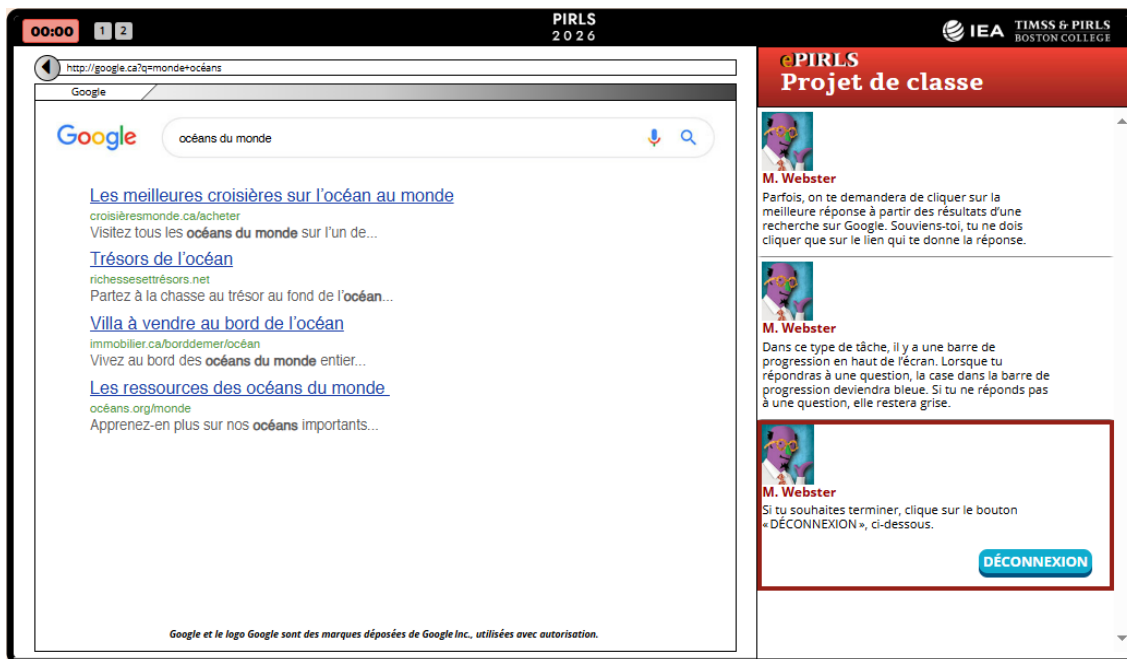 00:00
1 2
PIRLS
2026
IEA
TIMSS & PIRLS
BOSTON COLLEGE
http://google.ca?q=monde+océans
Google
Google
océans du monde
Les meilleures croisières sur l'océan au monde
croisièresmonde.ca/acheter
Visitez tous les océans du monde sur l'un de...
Trésors de l'océan
richessesettrésors.net
Partez à la chasse au trésor au fond de l'océan...
Villa à vendre au bord de l'océan
immobilier.ca/borddemer/océan
Vivez au bord des océans du monde entier...
Les ressources des océans du monde
océans.org/monde
Apprenez-en plus sur nos océans importants...
Google et le logo Google sont des marques déposées de Google Inc., utilisées avec autorisation.
ePIRLS
Projet de classe
M. Webster
Parfois, on te demandera de cliquer sur la
meilleure réponse à partir des résultats d'une
recherche sur Google. Souviens-toi, tu ne dois
cliquer que sur le lien qui te donne la réponse.
M. Webster
Dans ce type de tâche, il y a une barre de
progression en haut de l'écran. Lorsque tu
répondras à une question, la case dans la barre de
progression deviendra bleue. Si tu ne réponds pas
à une question, elle restera grise.
M. Webster
Si tu souhaites terminer, clique sur le bouton
« DÉCONNEXION », ci-dessous.
DÉCONNEXION